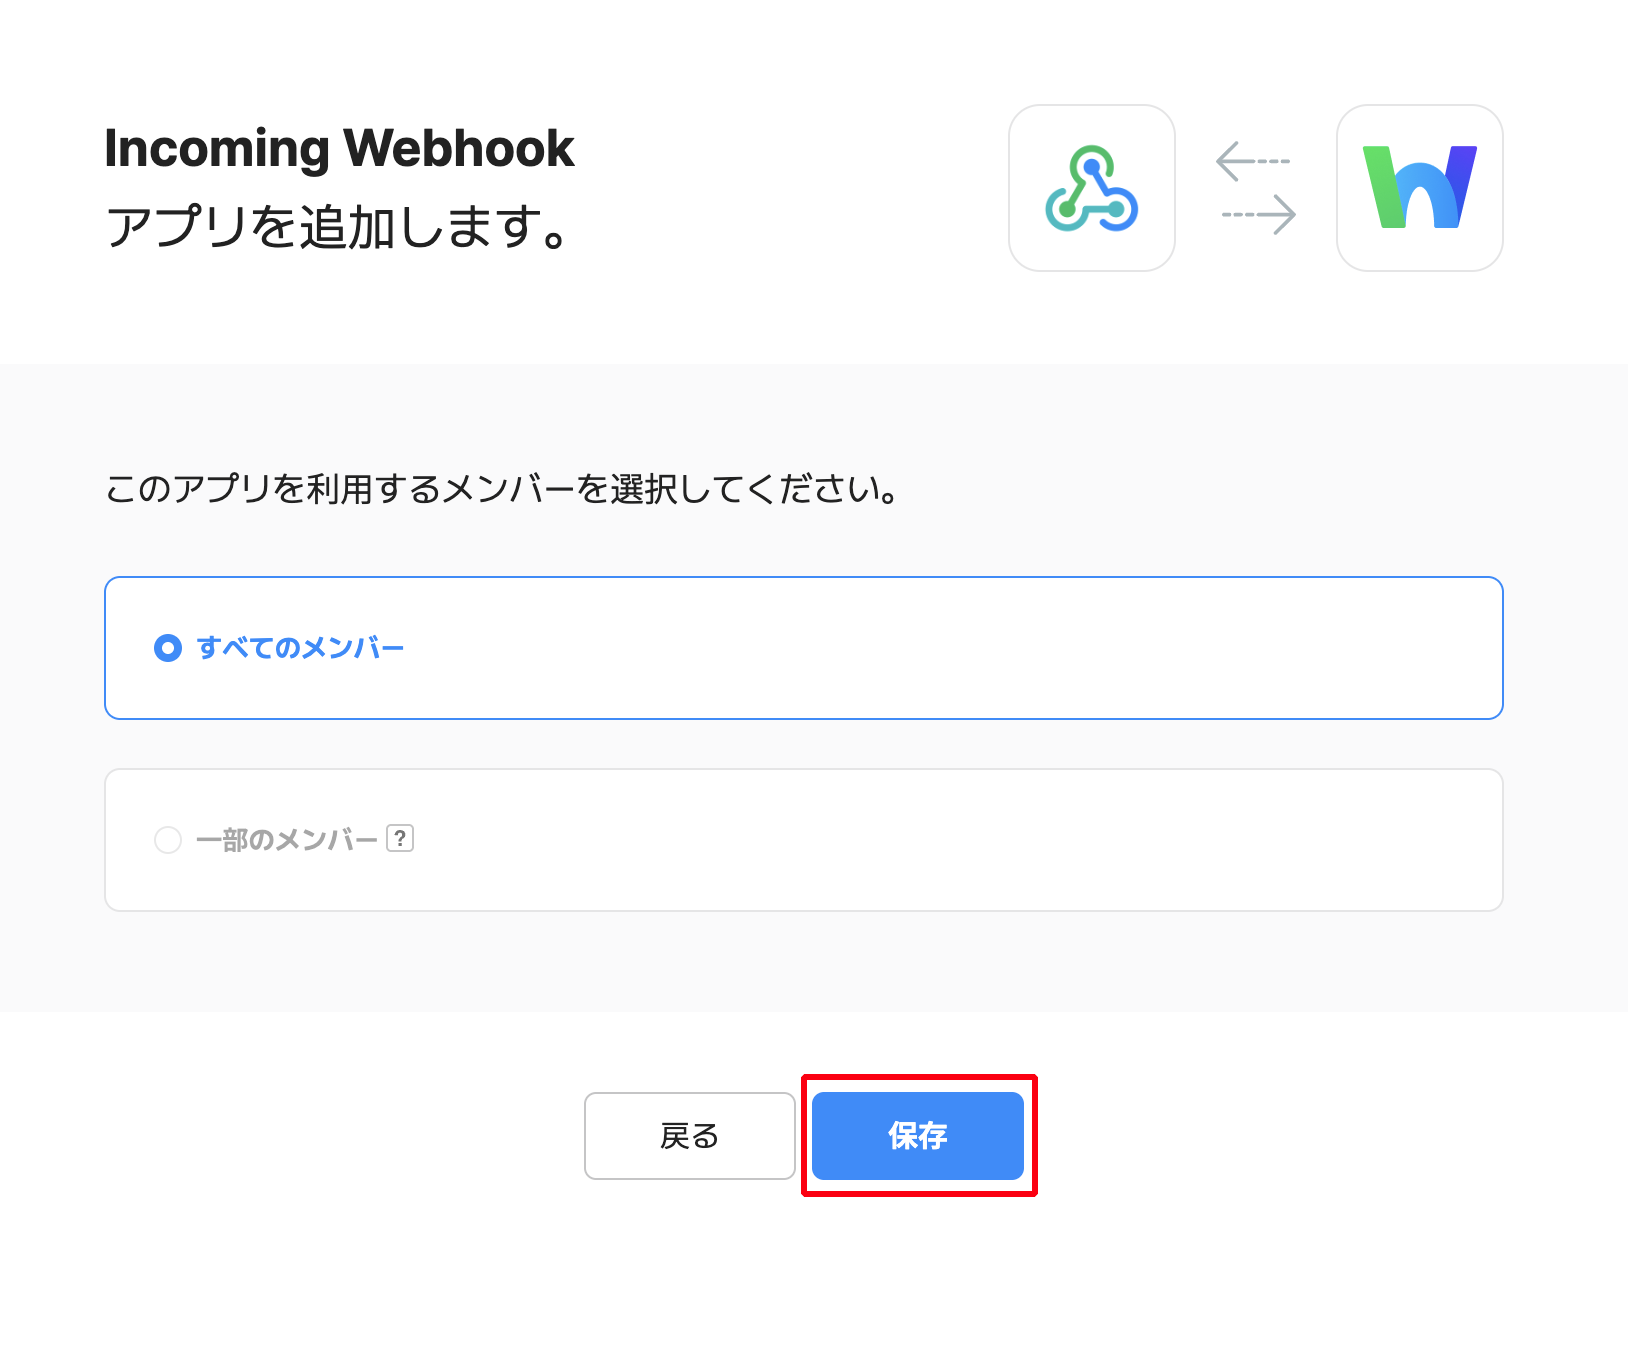 Incoming Webhook
アプリを追加します。
このアプリを利用するメンバーを選択してください。
すべてのメンバー
一部のメンバー ?
戻る
保存